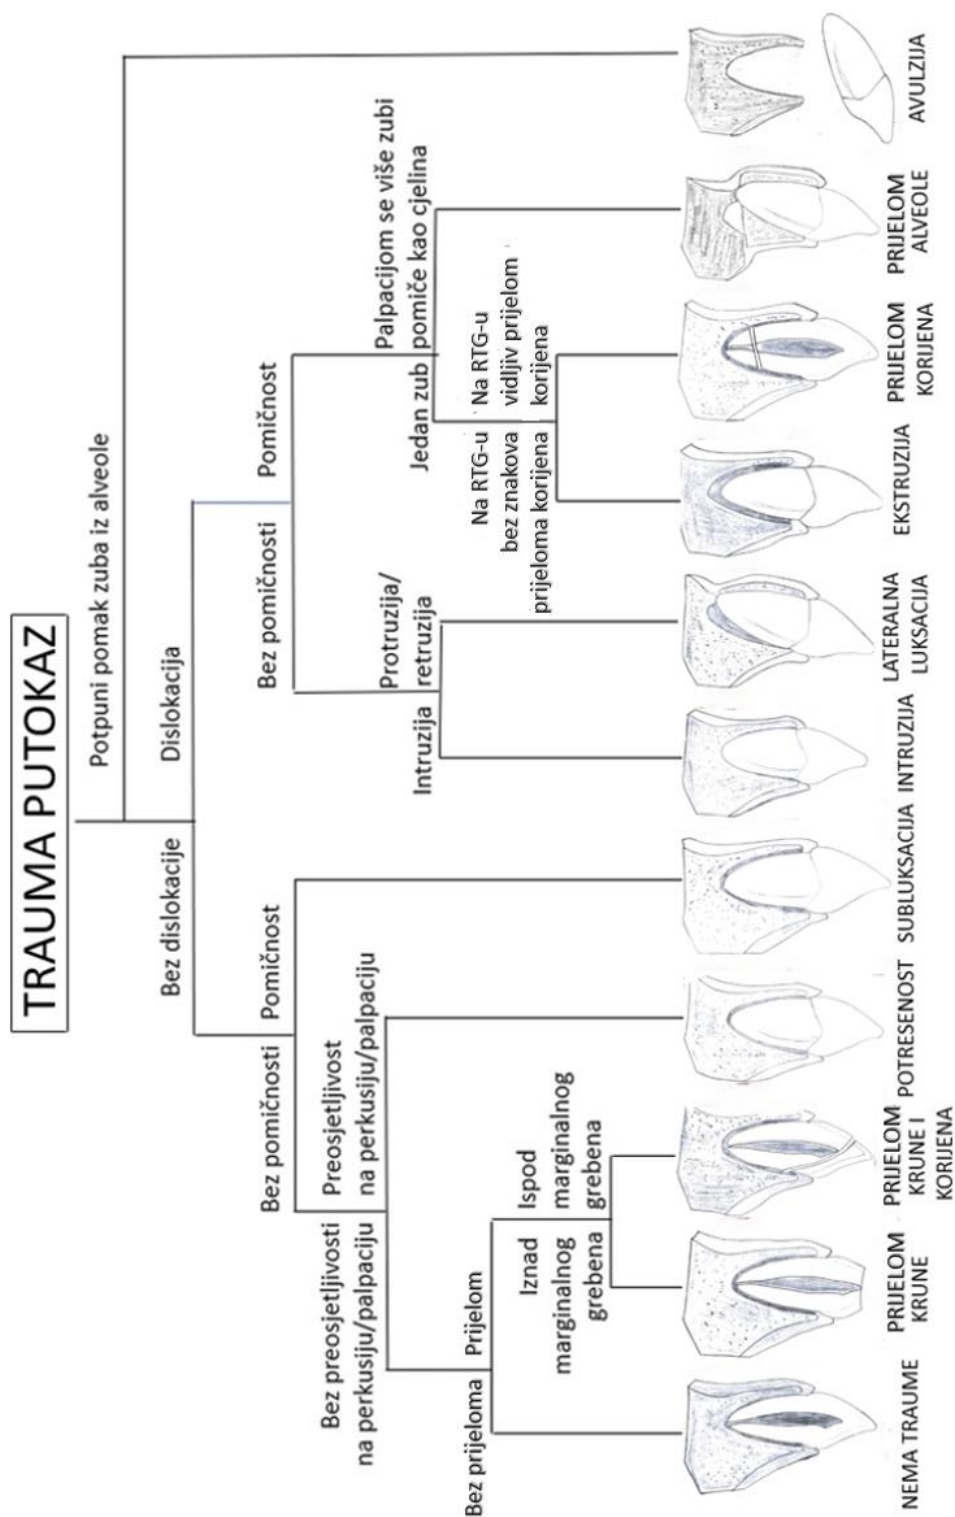 TRAUMA PUTOKAZ
Potpuni pomak zuba iz alveole
Bez dislokacije
Dislokacija
Bez pomičnosti
Pomičnost
Bez pomičnosti
Pomičnost
Bez preosjetljivosti
na perkusiju/palpaciju
Preosjetljivost
na perkusiju/palpaciju
Intruzija
Protruzija/
retruzija
Jedan zub
Palpacijom se više zubi
pomiče kao cjelina
Bez prijeloma
Prijelom
Iznad
marginalnog
grebena
Ispod
marginalnog
grebena
Na RTG-u
bez znakova
prijeloma korijena
Na RTG-u
vidljiv prijelom
korijena
NEMA TRAUME
PRIJELOM
KRUNE
PRIJELOM
KRUNE I
KORIJENA
POTRESENOST
SUBLUKSACIJA
INTRUZIJA
LATERALNA
LUKSACIJA
EKSTRUZIJA
PRIJELOM
KORIJENA
PRIJELOM
ALVEOLE
AVULZIJA